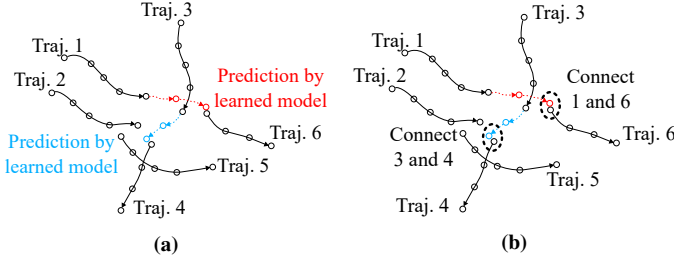 Traj. 3
Traj. 1
Traj. 2
Prediction by
learned model
Traj. 6
Prediction by
learned model
Traj. 5
Traj. 4
(a)
Traj. 3
Traj. 1
Traj. 2
Connect
1 and 6
Traj. 6
Connect
3 and 4
Traj. 5
Traj. 4
(b)